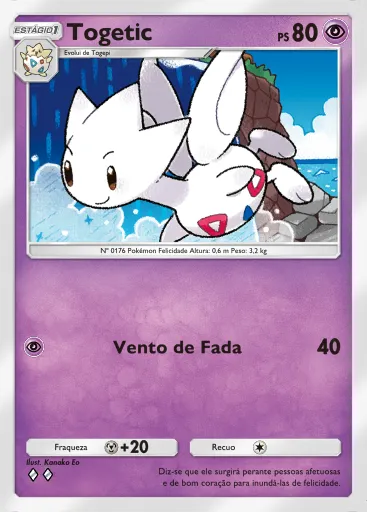 ESTÁGIO 1
Togetic
PS 80
Evolui de Togepi
Nº 0176 Pokémon Felicidade Altura: 0,6 m Peso: 3,2 kg
Vento de Fada 40
Fraqueza +20 Recuo
Ilust. Kanako Eo
Diz-se que ele surgirá perante pessoas afetuosas
e de bom coração para inundá-las de felicidade.